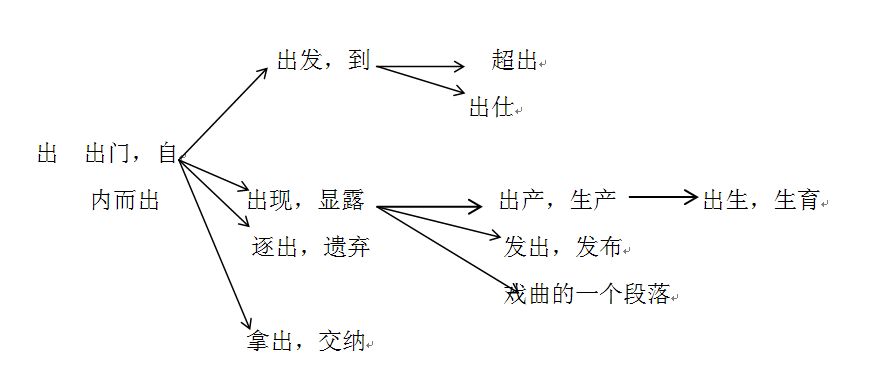 出发，到 超出
出仕
出 出门，自
内而出 出现，显露 出产，生产 出生，生育
逐出，遗弃 发出，发布
戏曲的一个段落
拿出，交纳